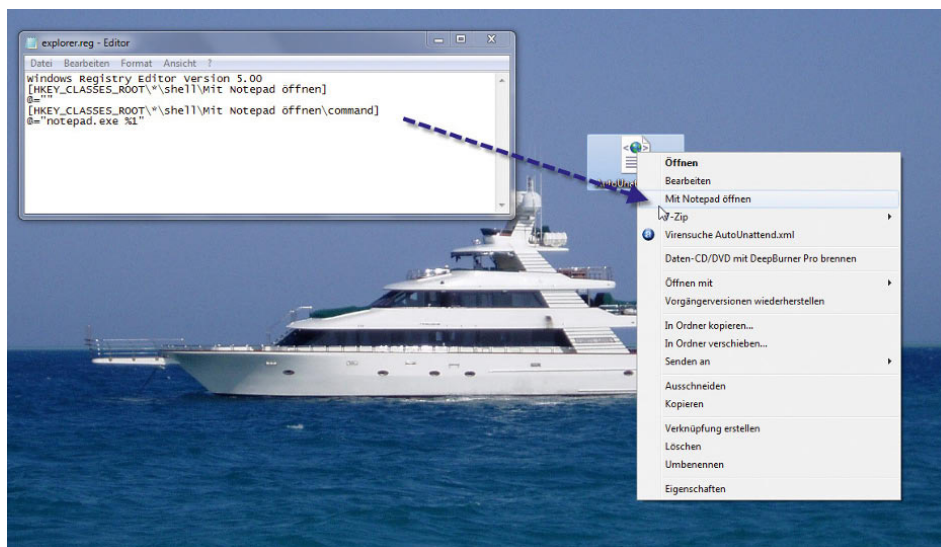 explorer.reg - Editor
Datei Bearbeiten Format Ansicht ?
Windows Registry Editor Version 5.00
[HKEY_CLASSES_ROOT\*\shell\Mit Notepad öffnen]
@=""
[HKEY_CLASSES_ROOT\*\shell\Mit Notepad öffnen\command]
@="notepad.exe %1"
Öffnen
Bearbeiten
Mit Notepad öffnen
7-Zip
Virensuche AutoUnattend.xml
Daten-CD/DVD mit DeepBurner Pro brennen
Öffnen mit
Vorgängerversionen wiederherstellen
In Ordner kopieren...
In Ordner verschieben...
Senden an
Ausschneiden
Kopieren
Verknüpfung erstellen
Löschen
Umbenennen
Eigenschaften